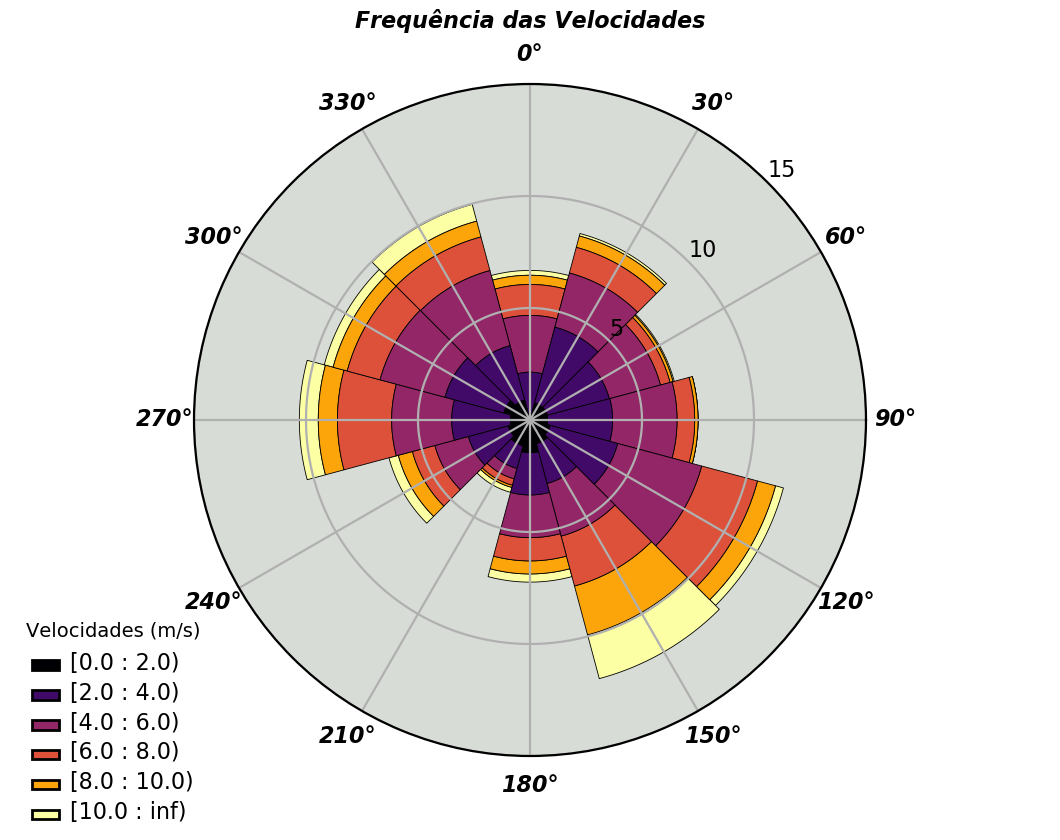 Frequência das Velocidades
0°
330°
30°
15
300°
60°
10
5
270°
90°
240°
120°
210°
150°
180°
Velocidades (m/s)
[0.0 : 2.0)
[2.0 : 4.0)
[4.0 : 6.0)
[6.0 : 8.0)
[8.0 : 10.0)
[10.0 : inf)